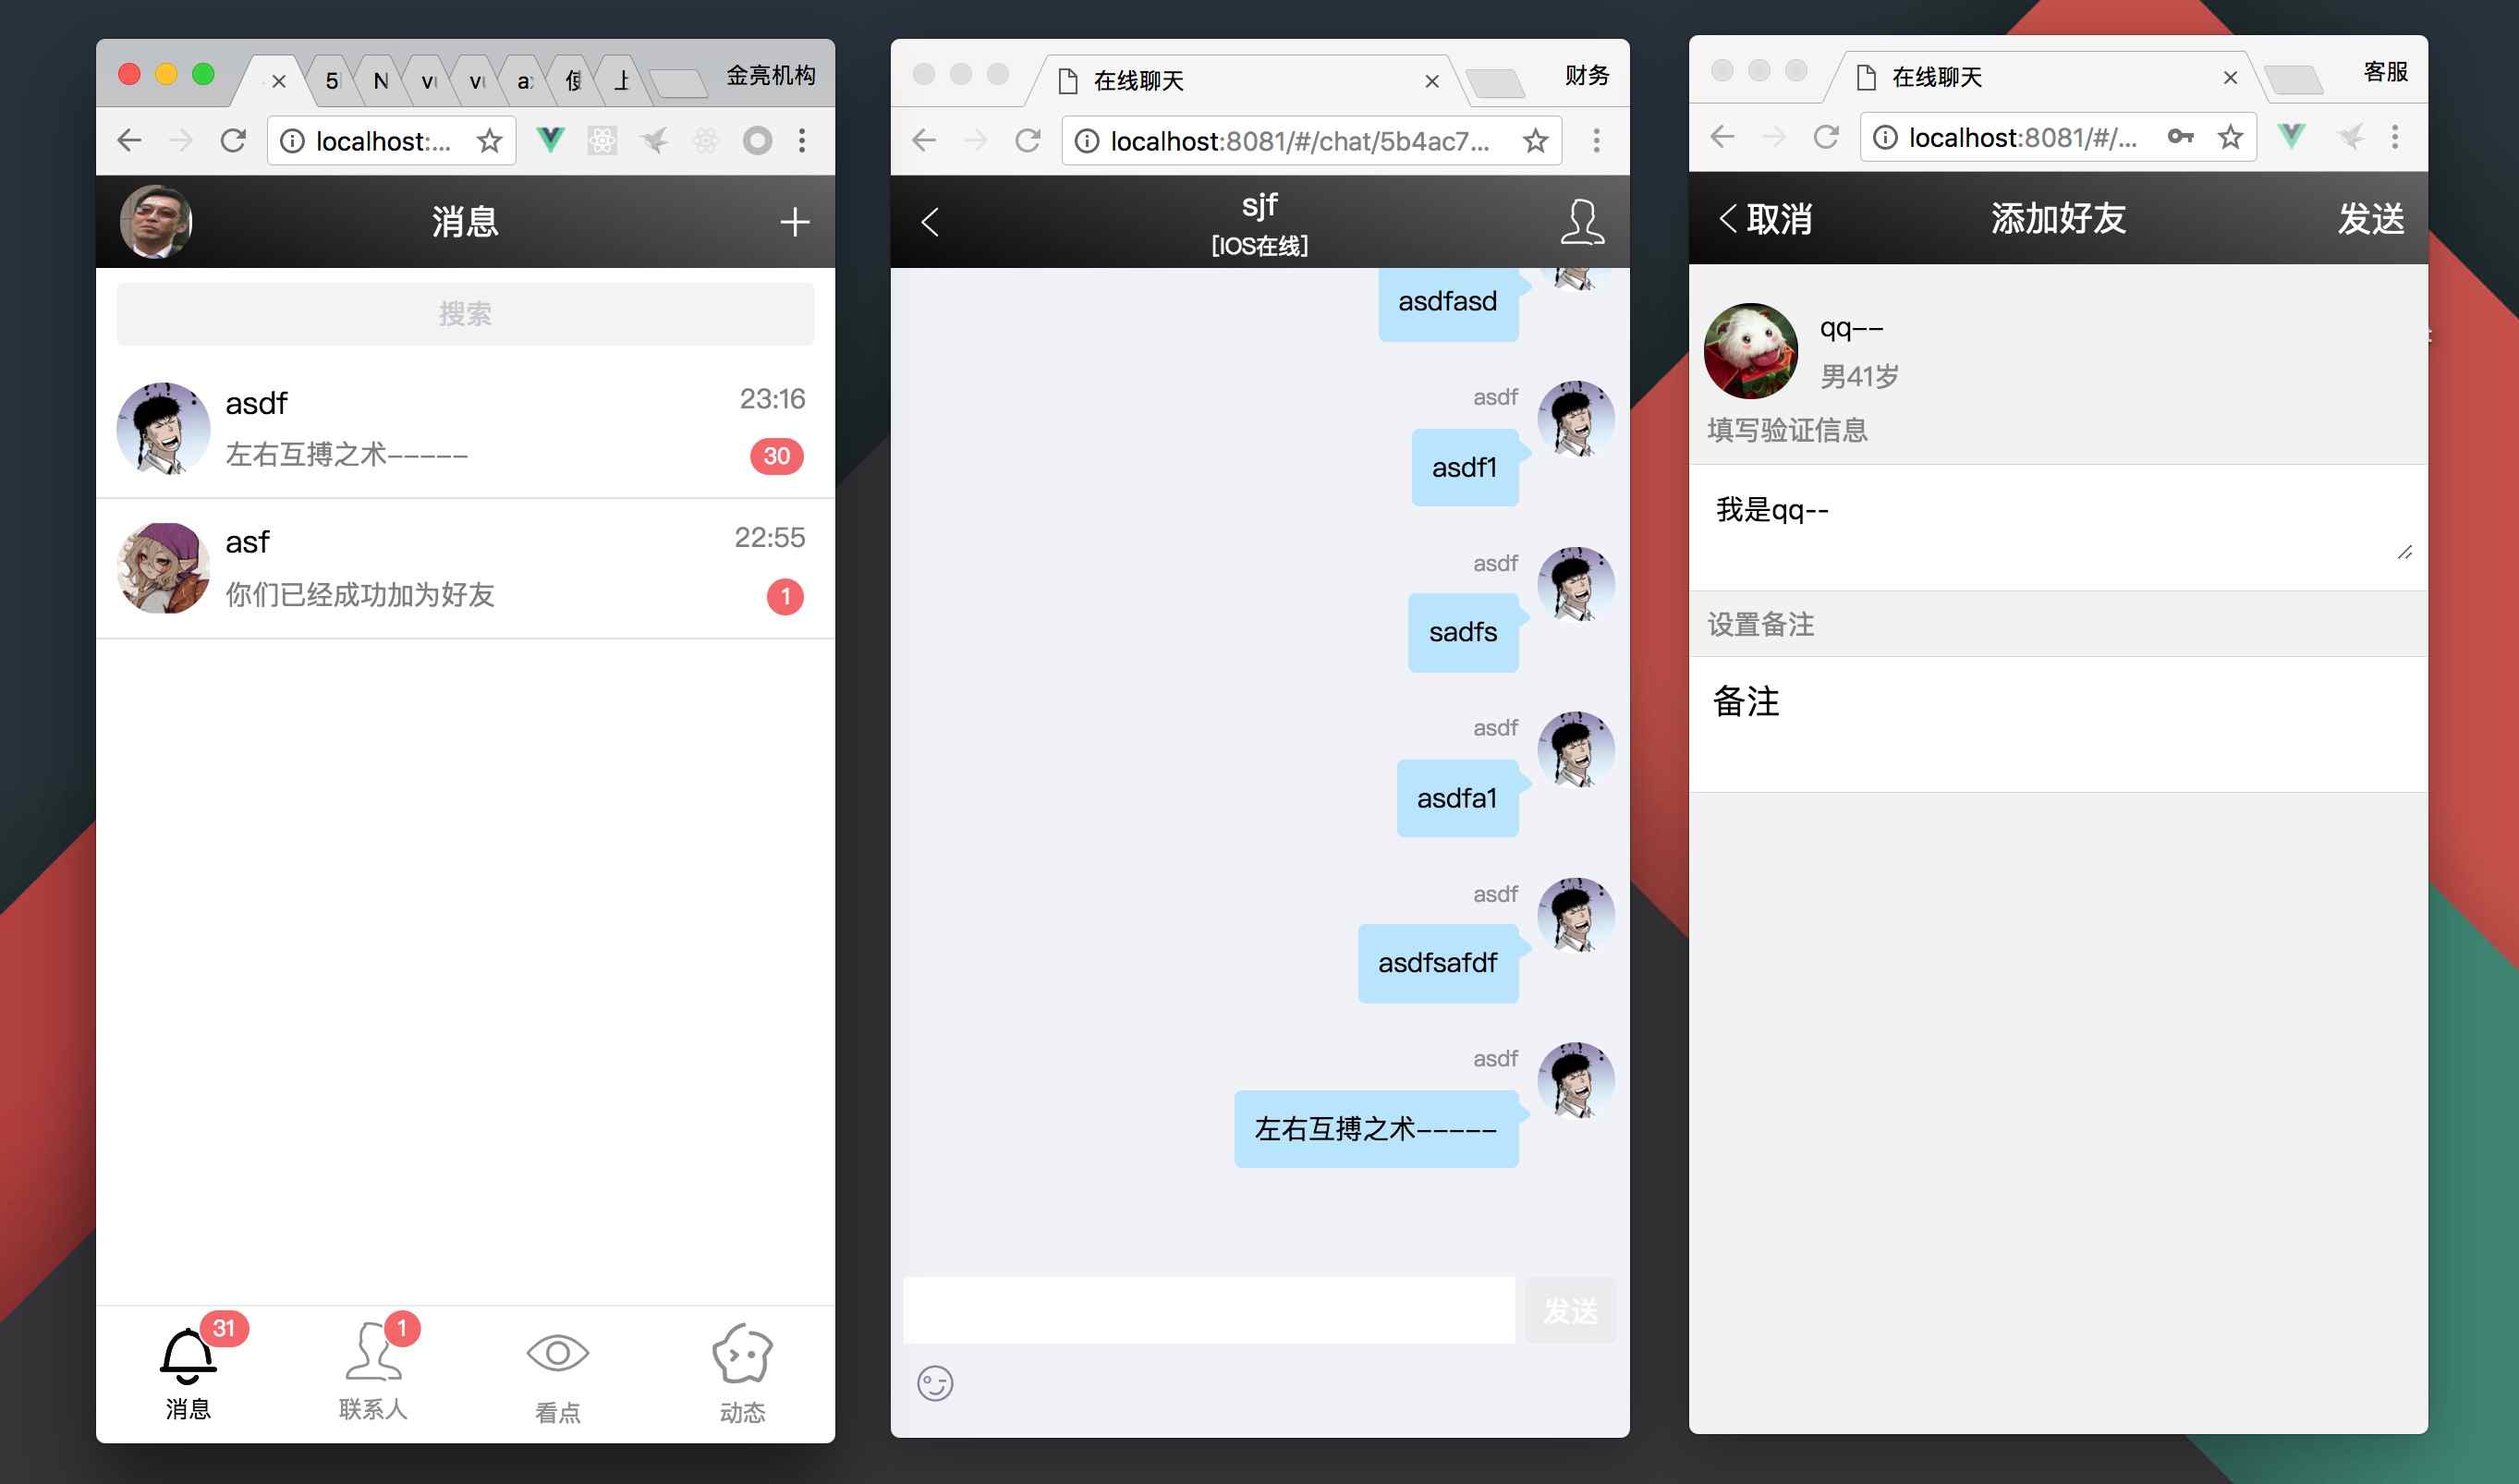 5
N
v
v
a
使
上
金亮机构
localhost:...
消息
搜索
asdf
23:16
左右互搏之术-----
30
asf
22:55
你们已经成功加为好友
1
31
1
消息
联系人
看点
动态
在线聊天
财务
localhost:8081/#/chat/5b4ac7...
sjf
[IOS在线]
asdfasd
asdf
asdf1
asdf
sadfs
asdf
asdfa1
asdf
asdfsafdf
asdf
左右互搏之术-----
发送
在线聊天
客服
localhost:8081/#/...
取消
添加好友
发送
qq--
男41岁
填写验证信息
我是qq--
设置备注
备注